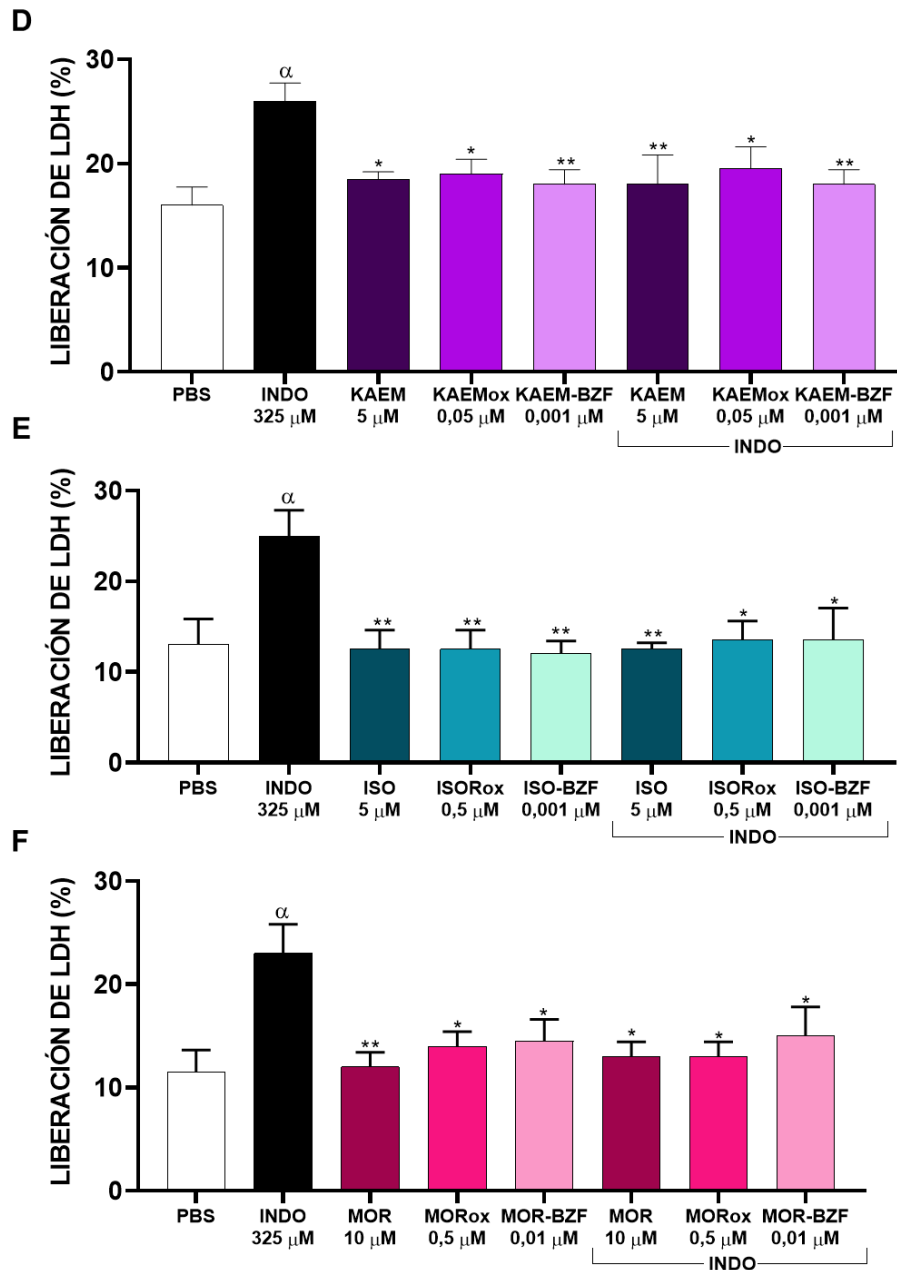 D
LIBERACIÓN DE LDH (%)
30
20
10
0
α
* * ** ** * **
PBS INDO KAEM KAEMox KAEM-BZF KAEM KAEMox KAEM-BZF
325 μM 5 μM 0,05 μM 0,001 μM 5 μM 0,05 μM 0,001 μM
INDO
E
LIBERACIÓN DE LDH (%)
30
20
10
0
α
** ** ** ** * *
PBS INDO ISO ISORox ISO-BZF ISO ISORox ISO-BZF
325 μM 5 μM 0,5 μM 0,001 μM 5 μM 0,5 μM 0,001 μM
INDO
F
LIBERACIÓN DE LDH (%)
30
20
10
0
α
** * * * * *
PBS INDO MOR MORox MOR-BZF MOR MORox MOR-BZF
325 μM 10 μM 0,5 μM 0,01 μM 10 μM 0,5 μM 0,01 μM
INDO